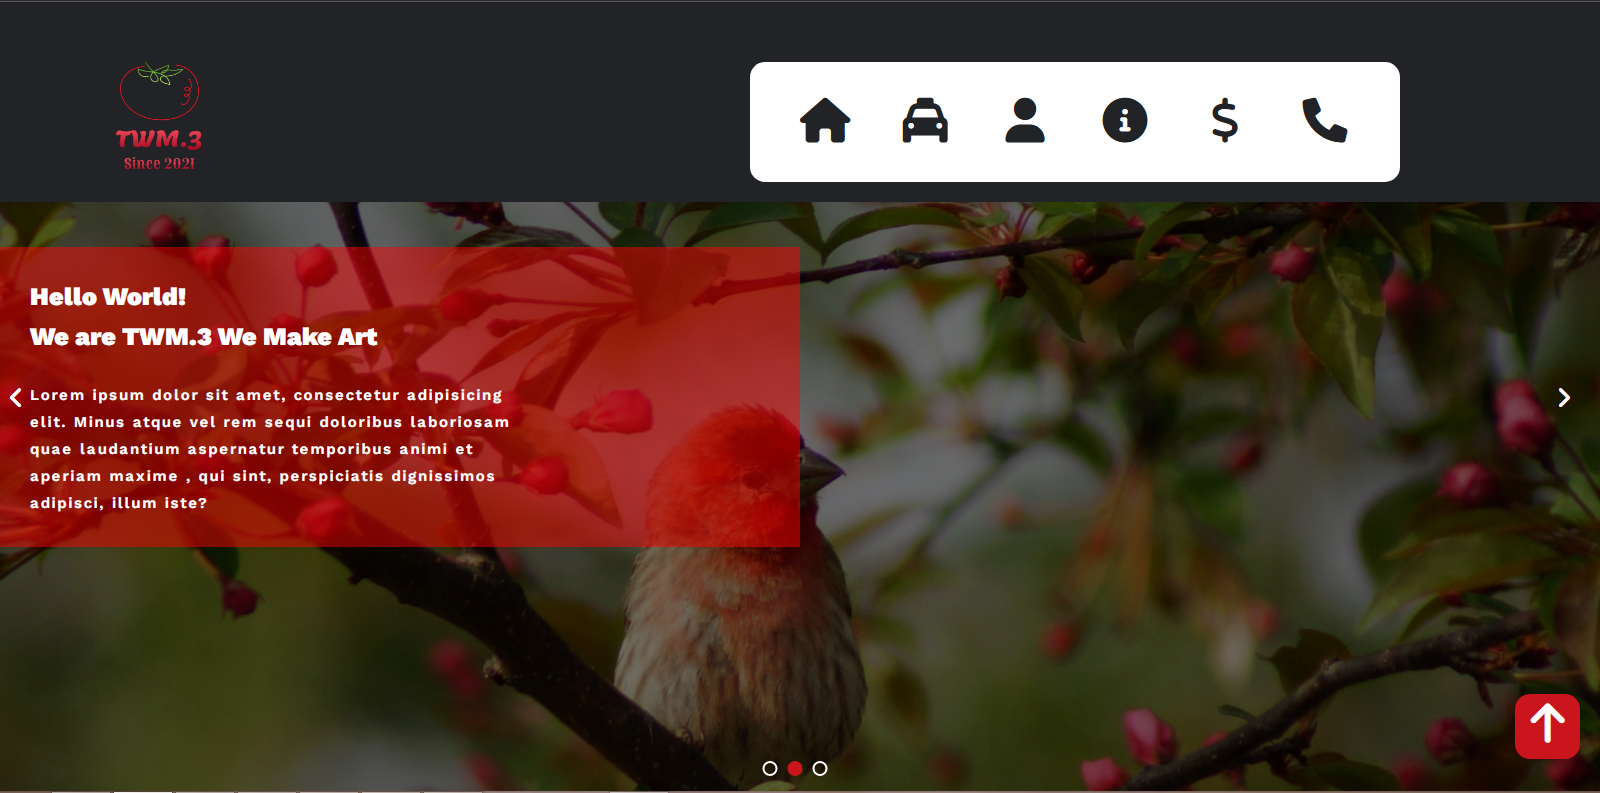 TWM.3
Since 2021
Hello World!
We are TWM.3 We Make Art
Lorem ipsum dolor sit amet, consectetur adipisicing
elit. Minus atque vel rem sequi doloribus laboriosam
quae laudantium aspernatur temporibus animi et
aperiam maxime , qui sint, perspiciatis dignissimos
adipisci, illum iste?